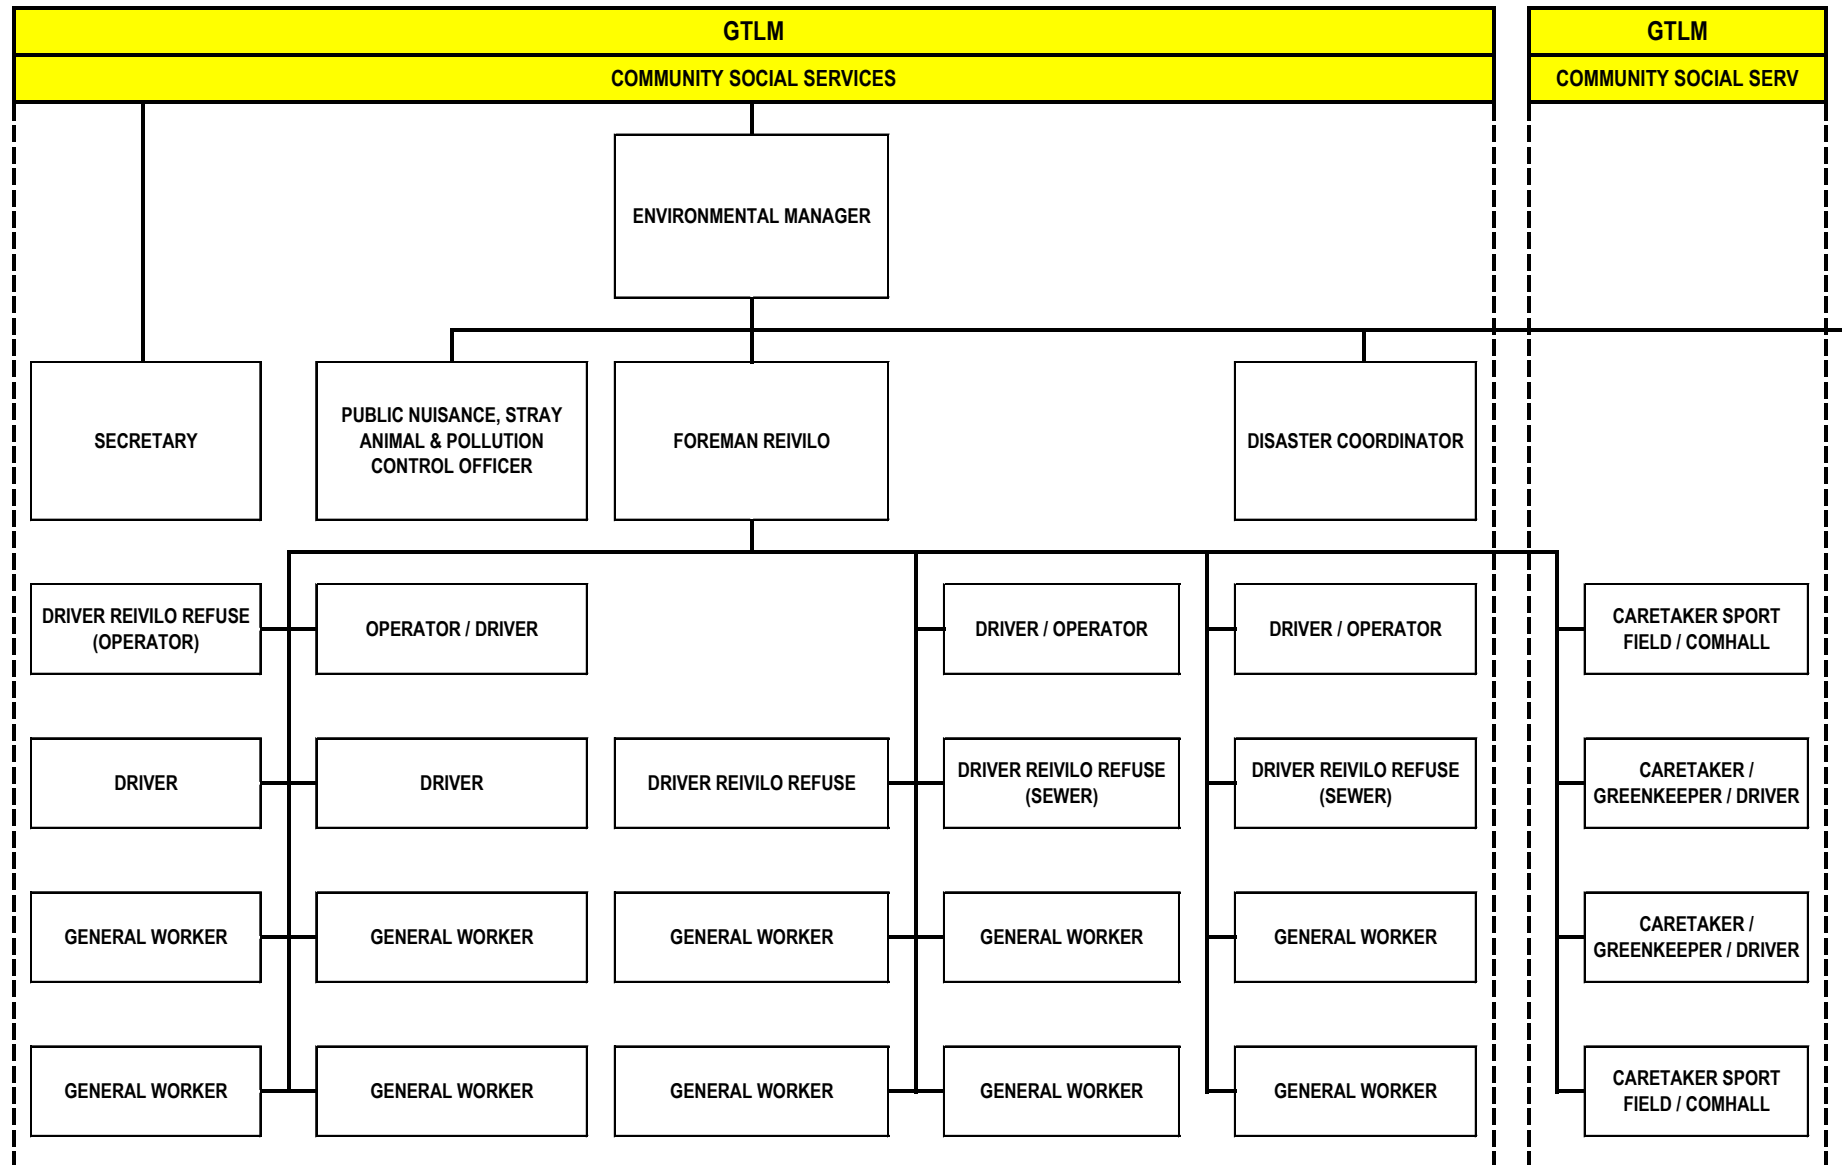 GTLM
GTLM
COMMUNITY SOCIAL SERVICES
COMMUNITY SOCIAL SERV
ENVIRONMENTAL MANAGER
SECRETARY
PUBLIC NUISANCE, STRAY
ANIMAL & POLLUTION
CONTROL OFFICER
FOREMAN REIVILO
DISASTER COORDINATOR
DRIVER REIVILO REFUSE
(OPERATOR)
OPERATOR / DRIVER
DRIVER / OPERATOR
DRIVER / OPERATOR
CARETAKER SPORT
FIELD / COMHALL
DRIVER
DRIVER
DRIVER REIVILO REFUSE
DRIVER REIVILO REFUSE
(SEWER)
DRIVER REIVILO REFUSE
(SEWER)
CARETAKER /
GREENKEEPER / DRIVER
GENERAL WORKER
GENERAL WORKER
GENERAL WORKER
GENERAL WORKER
GENERAL WORKER
CARETAKER /
GREENKEEPER / DRIVER
GENERAL WORKER
GENERAL WORKER
GENERAL WORKER
GENERAL WORKER
GENERAL WORKER
CARETAKER SPORT
FIELD / COMHALL